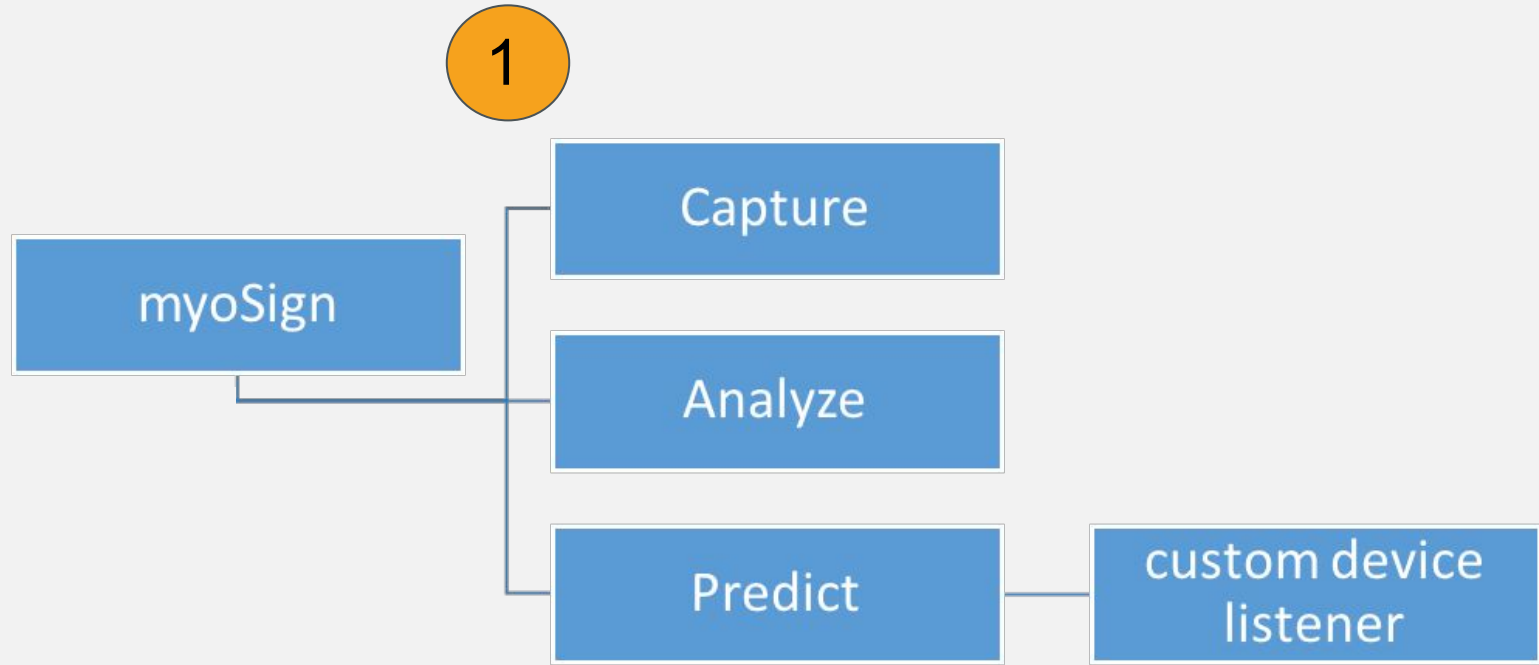 1
Capture
myoSign
Analyze
Predict
custom device
listener